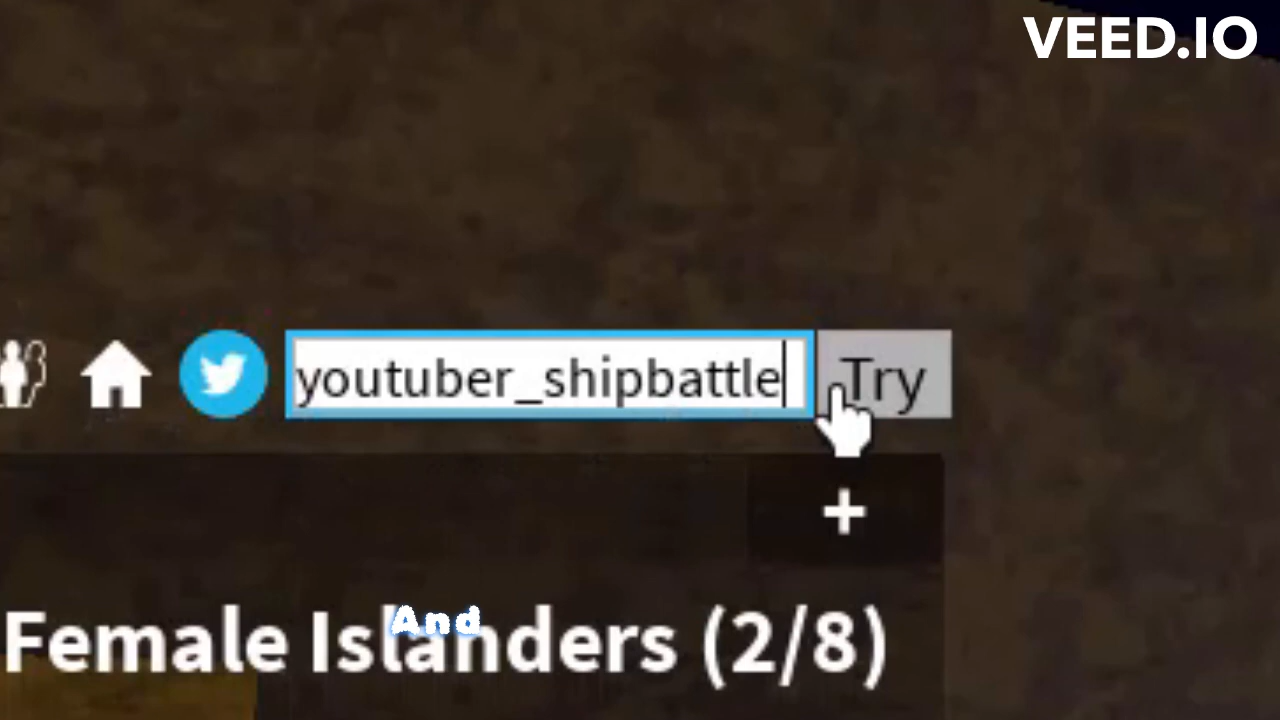 VEED.IO
youtuber_shipbattle
Try
+
And
Female Islanders (2/8)